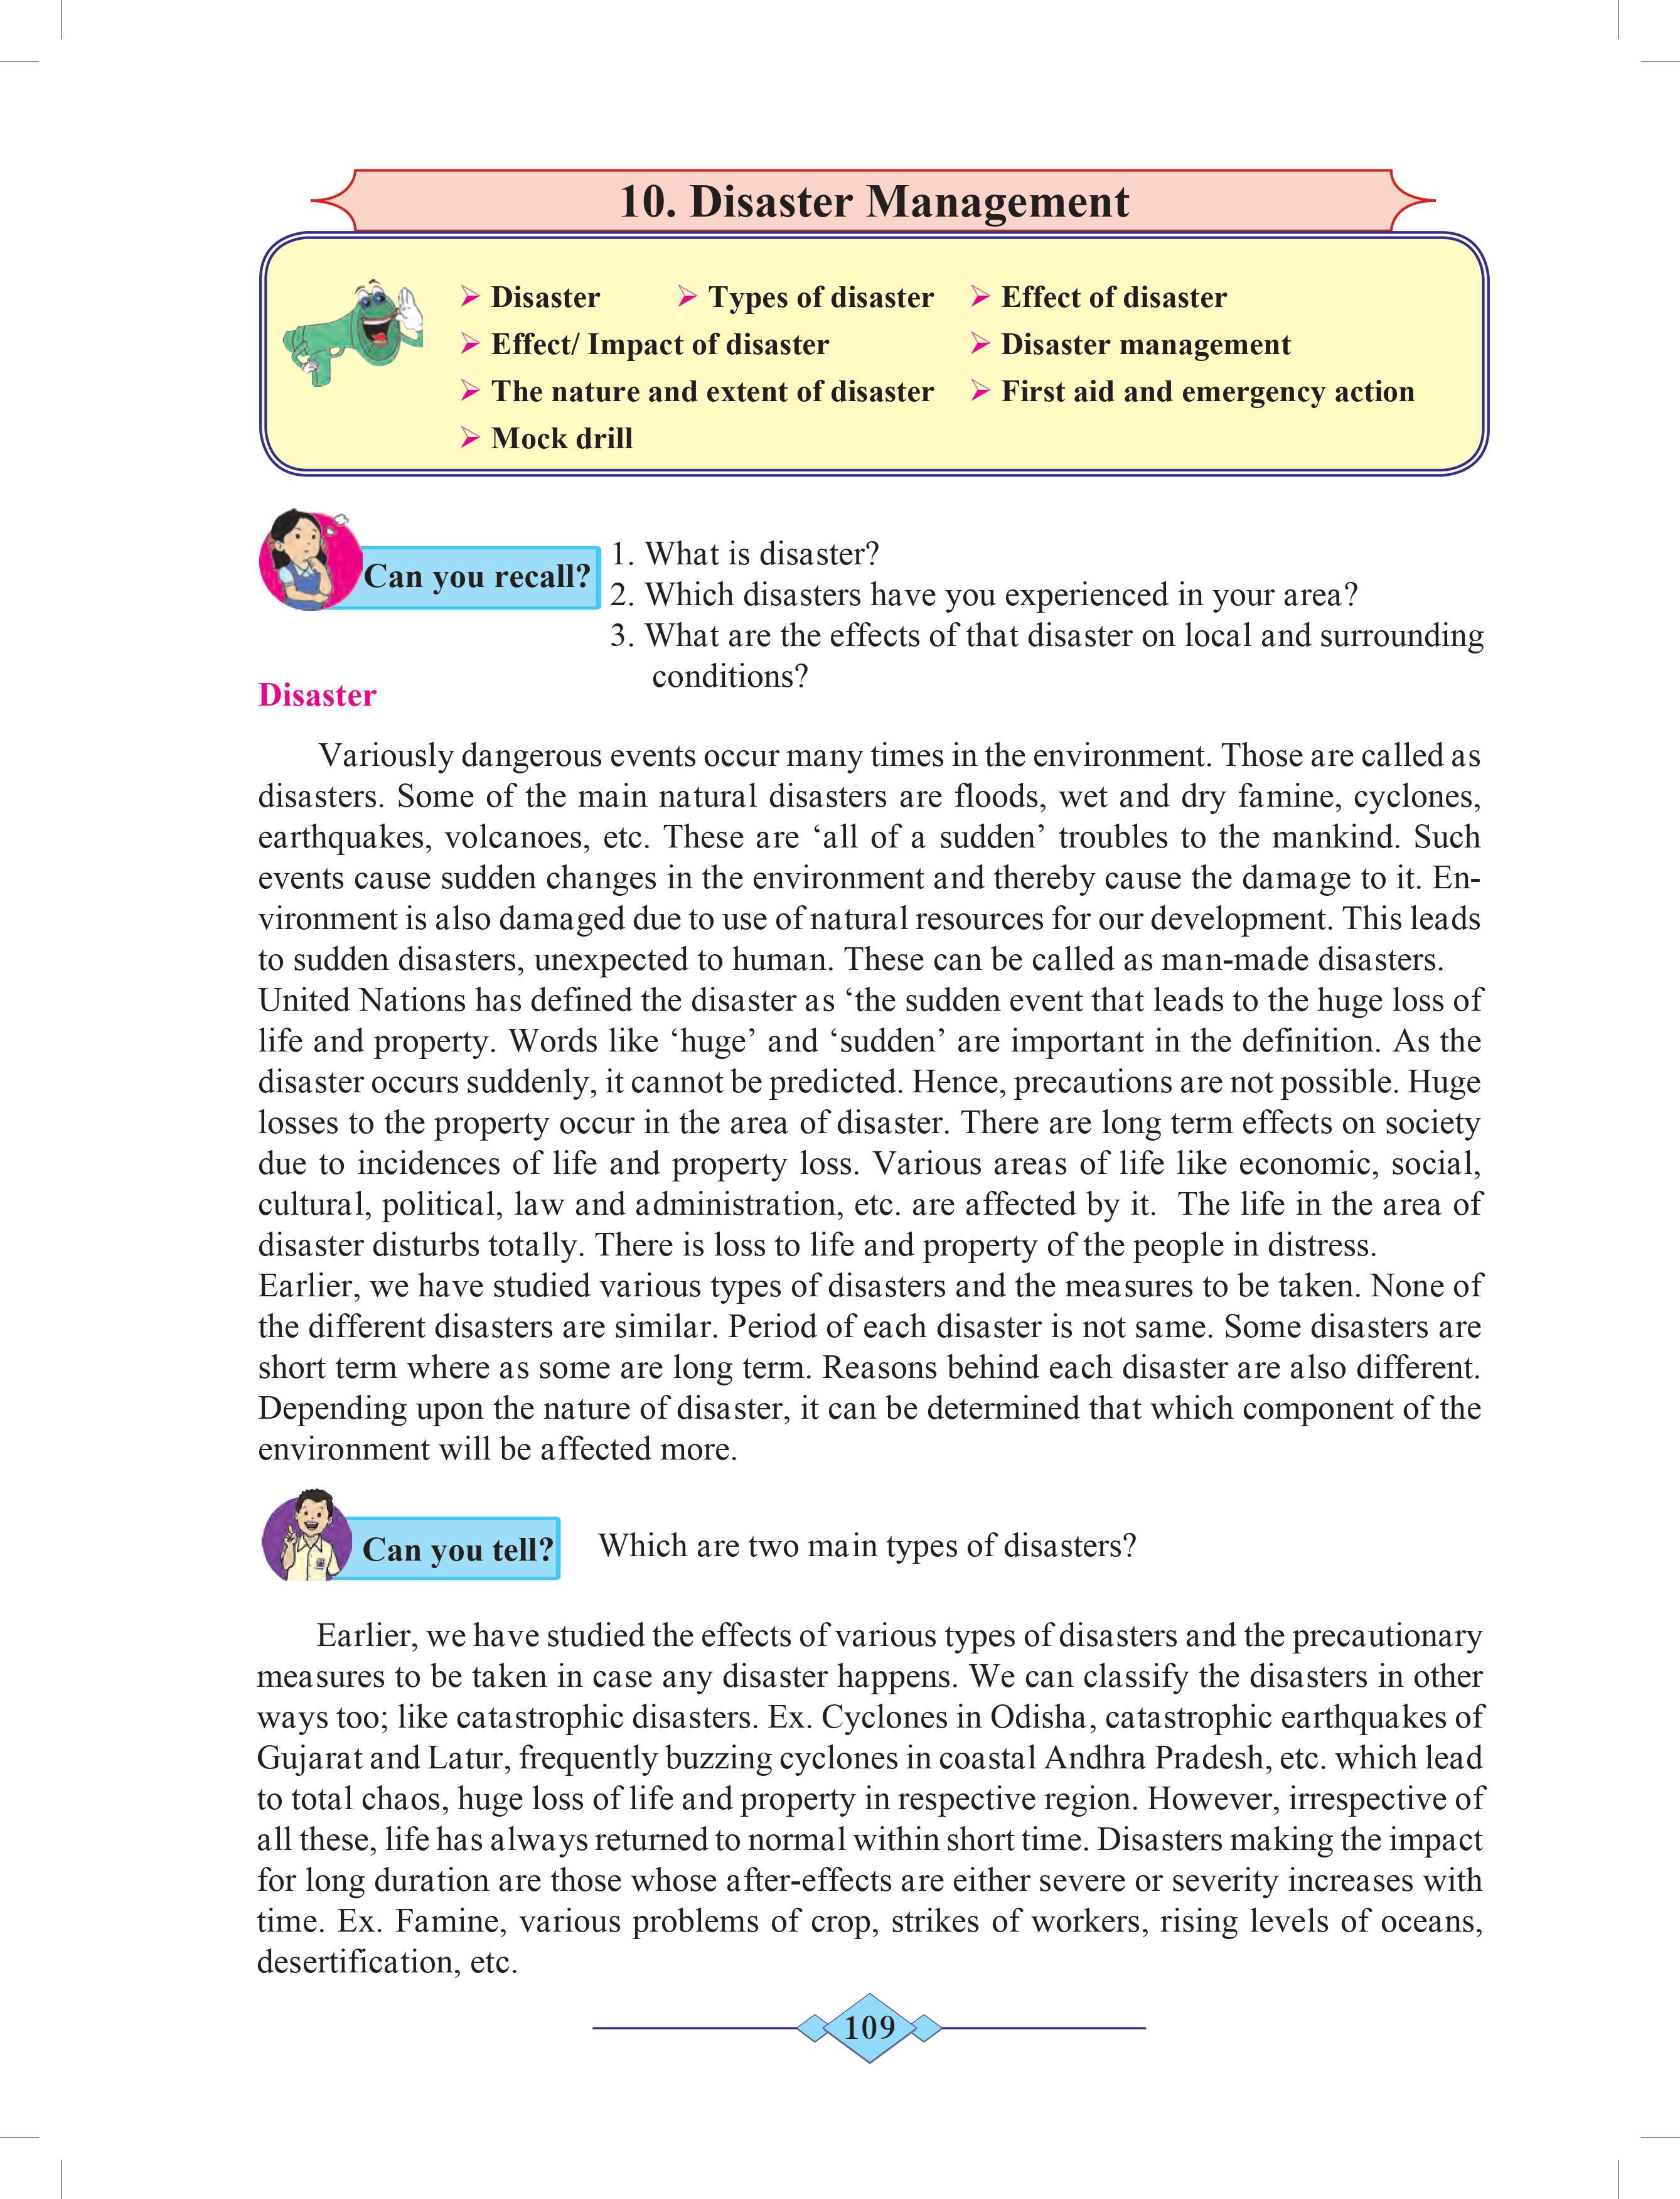 10. Disaster Management
Disaster Types of disaster Effect of disaster
Effect/ Impact of disaster Disaster management
The nature and extent of disaster First aid and emergency action
Mock drill
Can you recall?
1. What is disaster?
2. Which disasters have you experienced in your area?
3. What are the effects of that disaster on local and surrounding
conditions?
Disaster
Variously dangerous events occur many times in the environment. Those are called as
disasters. Some of the main natural disasters are floods, wet and dry famine, cyclones,
earthquakes, volcanoes, etc. These are ‘all of a sudden’ troubles to the mankind. Such
events cause sudden changes in the environment and thereby cause the damage to it. En-
vironment is also damaged due to use of natural resources for our development. This leads
to sudden disasters, unexpected to human. These can be called as man-made disasters.
United Nations has defined the disaster as ‘the sudden event that leads to the huge loss of
life and property. Words like ‘huge’ and ‘sudden’ are important in the definition. As the
disaster occurs suddenly, it cannot be predicted. Hence, precautions are not possible. Huge
losses to the property occur in the area of disaster. There are long term effects on society
due to incidences of life and property loss. Various areas of life like economic, social,
cultural, political, law and administration, etc. are affected by it. The life in the area of
disaster disturbs totally. There is loss to life and property of the people in distress.
Earlier, we have studied various types of disasters and the measures to be taken. None of
the different disasters are similar. Period of each disaster is not same. Some disasters are
short term where as some are long term. Reasons behind each disaster are also different.
Depending upon the nature of disaster, it can be determined that which component of the
environment will be affected more.
Can you tell?
Which are two main types of disasters?
Earlier, we have studied the effects of various types of disasters and the precautionary
measures to be taken in case any disaster happens. We can classify the disasters in other
ways too; like catastrophic disasters. Ex. Cyclones in Odisha, catastrophic earthquakes of
Gujarat and Latur, frequently buzzing cyclones in coastal Andhra Pradesh, etc. which lead
to total chaos, huge loss of life and property in respective region. However, irrespective of
all these, life has always returned to normal within short time. Disasters making the impact
for long duration are those whose after-effects are either severe or severity increases with
time. Ex. Famine, various problems of crop, strikes of workers, rising levels of oceans,
desertification, etc.
109